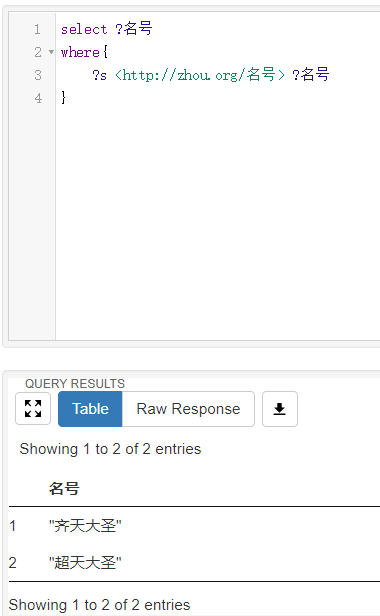 1 select ?名号
2 where{
3 ?s <http://zhou.org/名号> ?名号
4 }
QUERY RESULTS
Table Raw Response
Showing 1 to 2 of 2 entries
名号
1 "齐天大圣"
2 "超天大圣"
Showing 1 to 2 of 2 entries